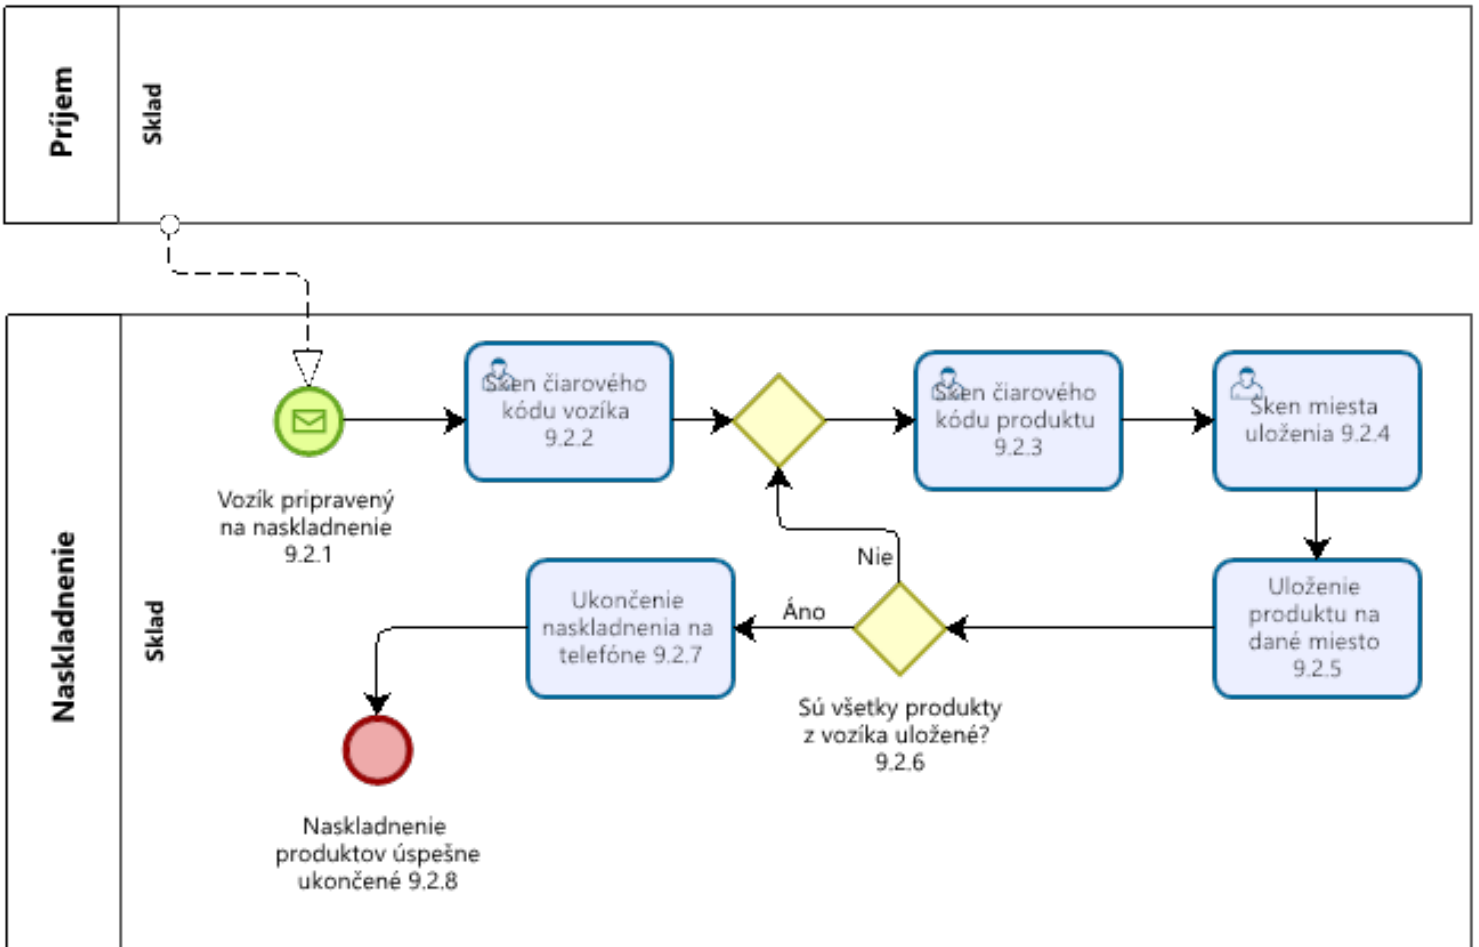 Príjem
Sklad
Naskladnenie
Sklad
Vozík pripravený
na naskladnenie
9.2.1
Sken čiarového
kódu vozíka
9.2.2
Sken čiarového
kódu produktu
9.2.3
Sken miesta
uloženia 9.2.4
Uloženie
produktu na
dané miesto
9.2.5
Nie
Áno
Sú všetky produkty
z vozíka uložené?
9.2.6
Ukončenie
naskladnenia na
telefóne 9.2.7
Naskladnenie
produktov úspešne
ukončené 9.2.8